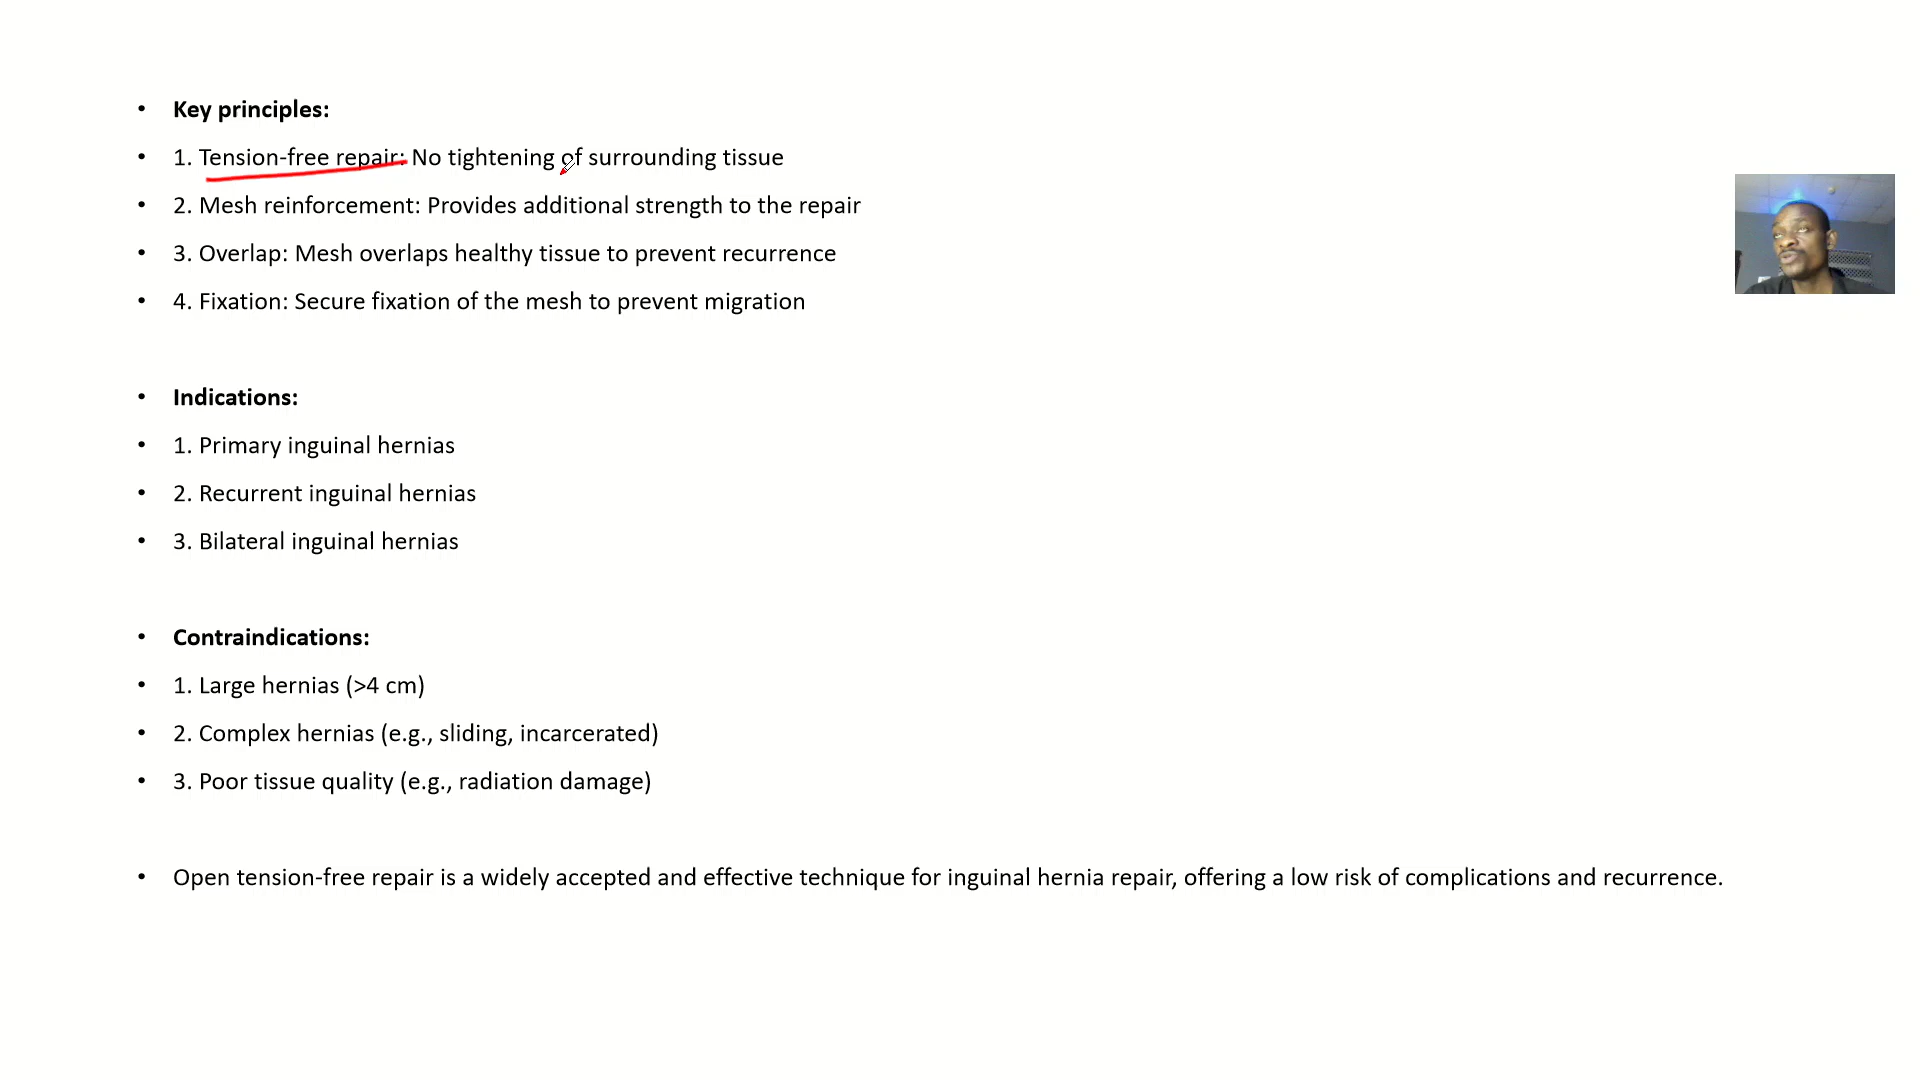 • Key principles:
• 1. Tension-free repair: No tightening of surrounding tissue
• 2. Mesh reinforcement: Provides additional strength to the repair
• 3. Overlap: Mesh overlaps healthy tissue to prevent recurrence
• 4. Fixation: Secure fixation of the mesh to prevent migration
• Indications:
• 1. Primary inguinal hernias
• 2. Recurrent inguinal hernias
• 3. Bilateral inguinal hernias
• Contraindications:
• 1. Large hernias (>4 cm)
• 2. Complex hernias (e.g., sliding, incarcerated)
• 3. Poor tissue quality (e.g., radiation damage)
• Open tension-free repair is a widely accepted and effective technique for inguinal hernia repair, offering a low risk of complications and recurrence.